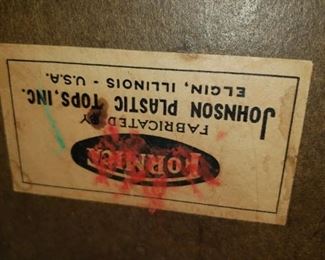 FORMICA
FABRICATED BY
JOHNSON PLASTIC TOPS, INC.
ELGIN, ILLINOIS - U.S.A.